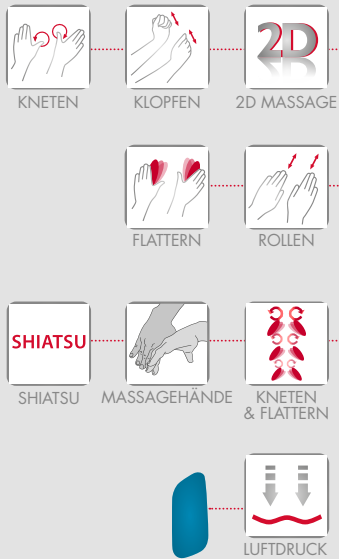 2D
KNETEN
KLOPFEN
2D MASSAGE
FLATTERN
ROLLEN
SHIATSU
SHIATSU
MASSAGEHÄNDE
KNETEN
& FLATTERN
LUFTDRUCK